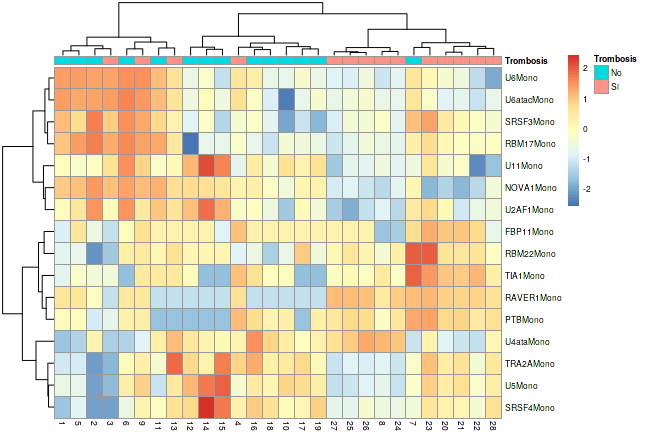 Trombosis
U6Mono
U6atacMono
SRSF3Mono
RBM17Mono
U11Mono
NOVA1Mono
U2AF1Mono
FBP11Mono
RBM22Mono
TIA1Mono
RAVER1Mono
PTBMono
U4ataMono
TRA2AMono
U5Mono
SRSF4Mono
1 5 2 3 6 9 11 13 12 14 15 4 16 18 10 17 19 27 25 26 8 24 7 23 20 21 22 28
2
1
0
-1
-2
Trombosis
No
SI